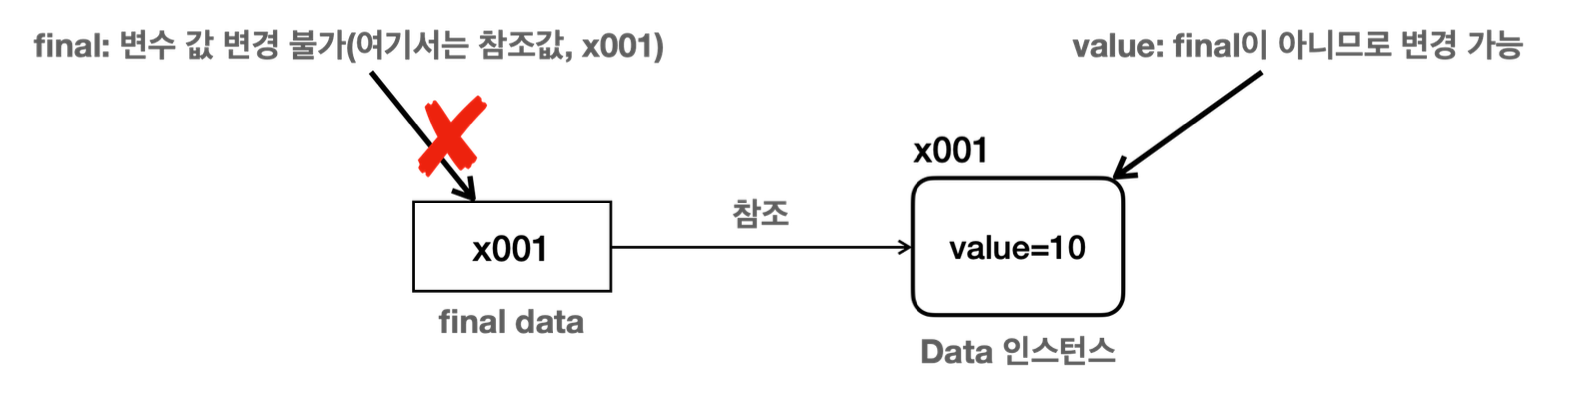 final: 변수 값 변경 불가(여기서는 참조값, x001)
value: final이 아니므로 변경 가능
x001
참조
x001
value=10
final data
Data 인스턴스